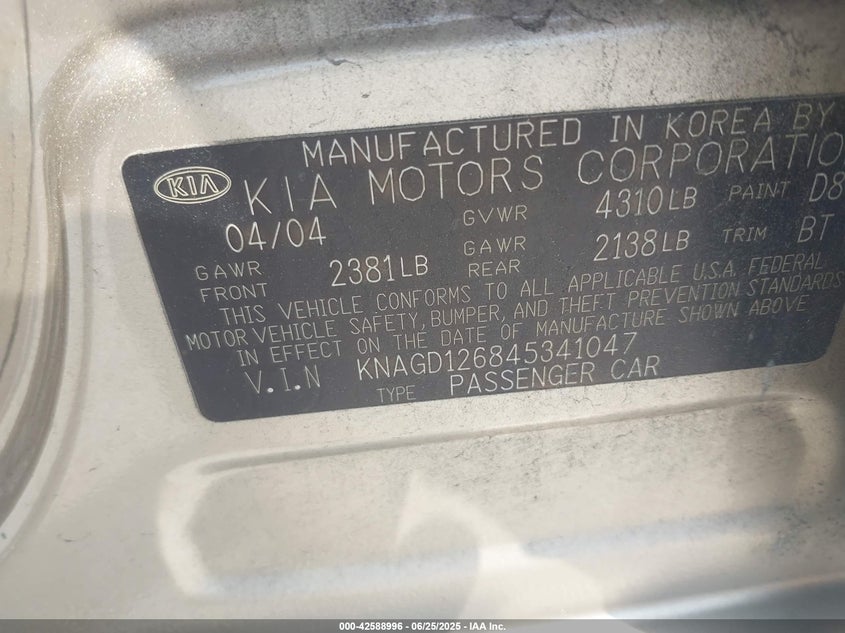 MANUFACTURED IN KOREA BY
KIA KIA MOTORS CORPORATIO
04/04 GVWR 4310LB PAINT D8
GAWR FRONT 2381LB GAWR REAR 2138LB TRIM BT
THIS VEHICLE CONFORMS TO ALL APPLICABLE U.S.A. FEDERAL
MOTOR VEHICLE SAFETY, BUMPER, AND THEFT PREVENTION STANDARDS
IN EFFECT ON THE DATE OF MANUFACTURE SHOWN ABOVE
V.I.N KNAGD126845341047
TYPE PASSENGER CAR
000-42588996 - 06/25/2025 - IAA Inc.